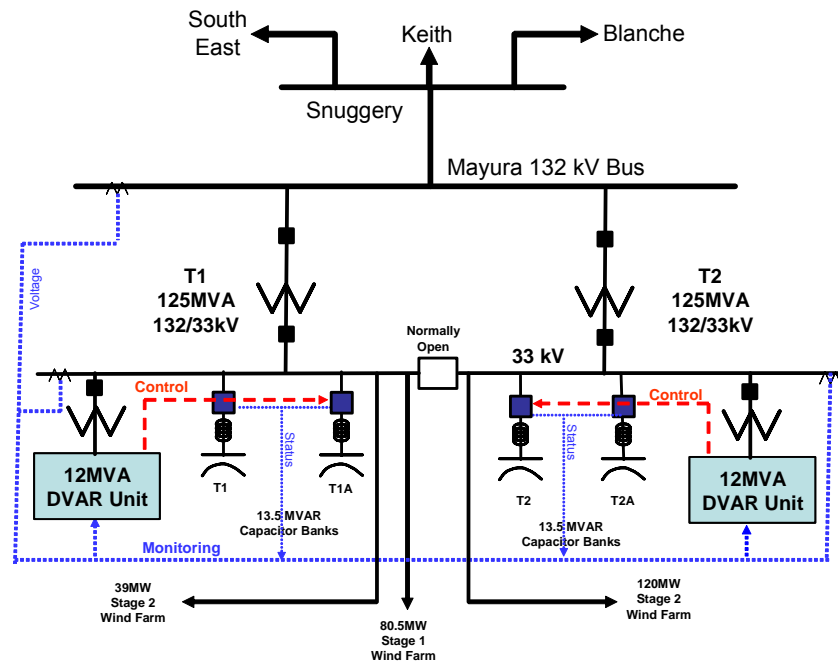 South
East
Keith
Blanche
Snuggery
Mayura 132 kV Bus
Voltage
T1
125MVA
132/33kV
T2
125MVA
132/33kV
Normally
Open
33 kV
Control
Control
Status
Status
12MVA
DVAR Unit
T1
T1A
T2
T2A
12MVA
DVAR Unit
13.5 MVAR
Capacitor Banks
13.5 MVAR
Capacitor Banks
Monitoring
39MW
Stage 2
Wind Farm
80.5MW
Stage 1
Wind Farm
120MW
Stage 2
Wind Farm